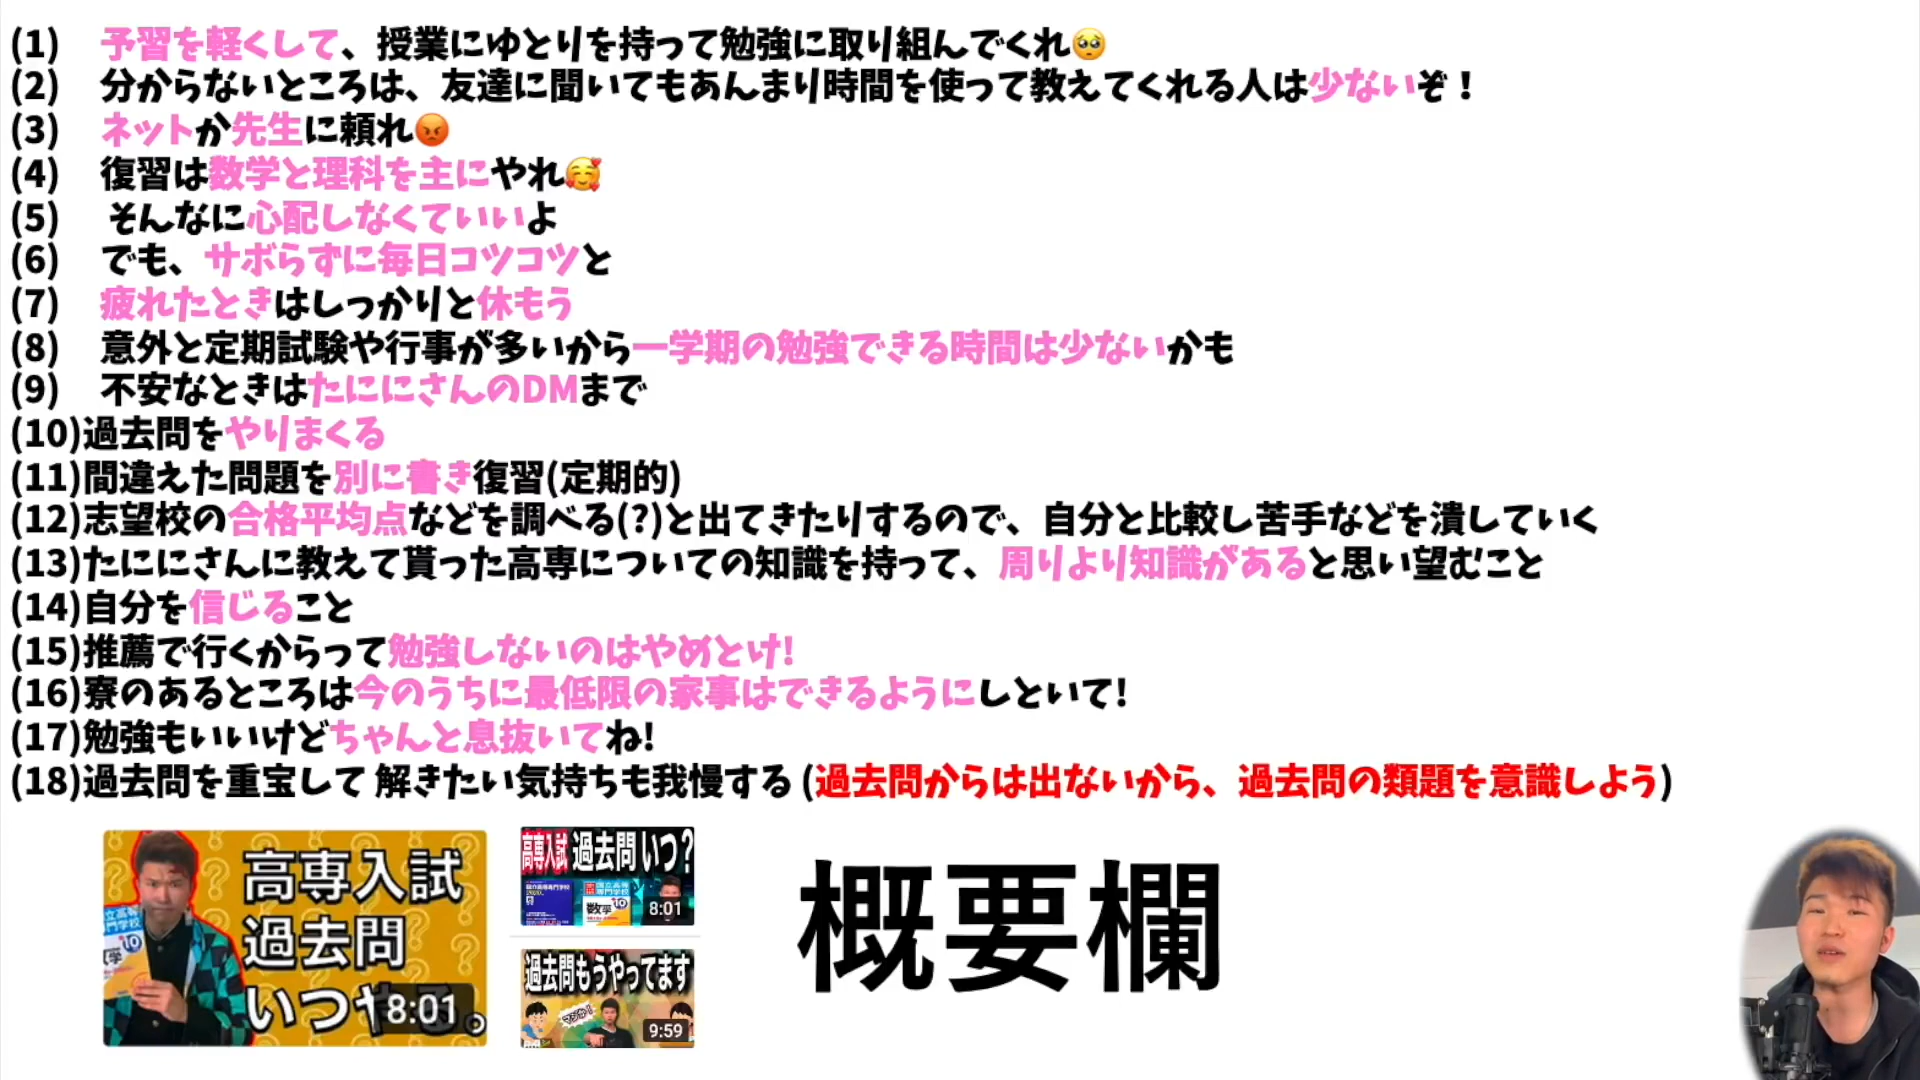 (1) 予習を軽くして、授業にゆとりを持って勉強に取り組んでくれ🥺
(2) 分からないところは、友達に聞いてもあんまり時間を使って教えてくれる人は少ないぞ！
(3) ネットか先生に頼れ😡
(4) 復習は数学と理科を主にやれ🥰
(5) そんなに心配しなくていいよ
(6) でも、サボらずに毎日コツコツと
(7) 疲れたときはしっかりと休もう
(8) 意外と定期試験や行事が多いから一学期の勉強できる時間は少ないかも
(9) 不安なときはたににさんのDMまで
(10)過去問をやりまくる
(11)間違えた問題を別に書き復習(定期的)
(12)志望校の合格平均点などを調べる(?)と出てきたりするので、自分と比較し苦手などを潰していく
(13)たににさんに教えて貰った高専についての知識を持って、周りより知識があると思い望むこと
(14)自分を信じること
(15)推薦で行くからって勉強しないのはやめとけ!
(16)寮のあるところは今のうちに最低限の家事はできるようにしといて!
(17)勉強もいいけどちゃんと息抜いてね!
(18)過去問を重宝して 解きたい気持ちも我慢する (過去問からは出ないから、過去問の類題を意識しよう)
高専入試
過去問
いつや
8:01
高専入試 過去問 いつ？
数学
8:01
過去問もうやってます
マジか！
9:59
概要欄